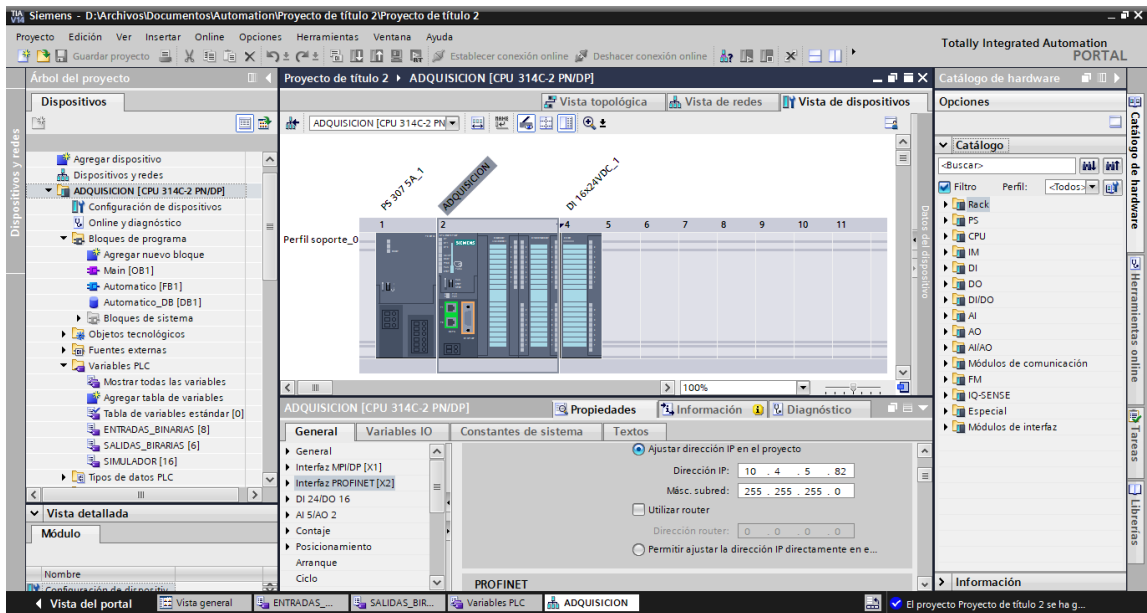 TIA V14 Siemens - D:\Archivos\Documentos\Automation\Proyecto de título 2\Proyecto de título 2
Proyecto Edición Ver Insertar Online Opciones Herramientas Ventana Ayuda
Totally Integrated Automation
PORTAL
Guardar proyecto Establecer conexión online Deshacer conexión online
Árbol del proyecto
Dispositivos
Dispositivos y redes
Agregar dispositivo
Dispositivos y redes
ADQUISICION [CPU 314C-2 PN/DP]
Configuración de dispositivos
Online y diagnóstico
Bloques de programa
Agregar nuevo bloque
Main [OB1]
Automatico [FB1]
Automatico_DB [DB1]
Bloques de sistema
Objetos tecnológicos
Fuentes externas
Variables PLC
Mostrar todas las variables
Agregar tabla de variables
Tabla de variables estándar [0]
ENTRADAS_BINARIAS [8]
SALIDAS_BIRARIAS [6]
SIMULADOR [16]
Tipos de datos PLC
Vista detallada
Módulo
Nombre
Proyecto de título 2 ADQUISICION [CPU 314C-2 PN/DP]
Vista topológica Vista de redes Vista de dispositivos
ADQUISICION [CPU 314C-2 PN
PS 307 5A_1
ADQUISICION
DI 16x24VDC_1
1 2 4 5 6 7 8 9 10 11
Perfil soporte_0
SIEMENS
Datos del dispositivo
100%
ADQUISICION [CPU 314C-2 PN/DP]
Propiedades Información Diagnóstico
General Variables IO Constantes de sistema Textos
General
Interfaz MPI/DP [X1]
Interfaz PROFINET [X2]
DI 24/DO 16
AI 5/AO 2
Contaje
Posicionamiento
Arranque
Ciclo
Ajustar dirección IP en el proyecto
Dirección IP: 10 . 4 . 5 . 82
Másc. subred: 255 . 255 . 255 . 0
Utilizar router
Dirección router: 0 . 0 . 0 . 0
Permitir ajustar la dirección IP directamente en e...
PROFINET
Catálogo de hardware
Opciones
Catálogo
<Buscar>
Filtro Perfil: <Todos>
Rack
PS
CPU
IM
DI
DO
DI/DO
AI
AO
AI/AO
Módulos de comunicación
FM
IQ-SENSE
Especial
Módulos de interfaz
Información
Catálogo de hardware
Herramientas online
Tareas
Librerías
Vista del portal Vista general ENTRADAS_... SALIDAS_BIR... Variables PLC ADQUISICION El proyecto Proyecto de título 2 se ha g...